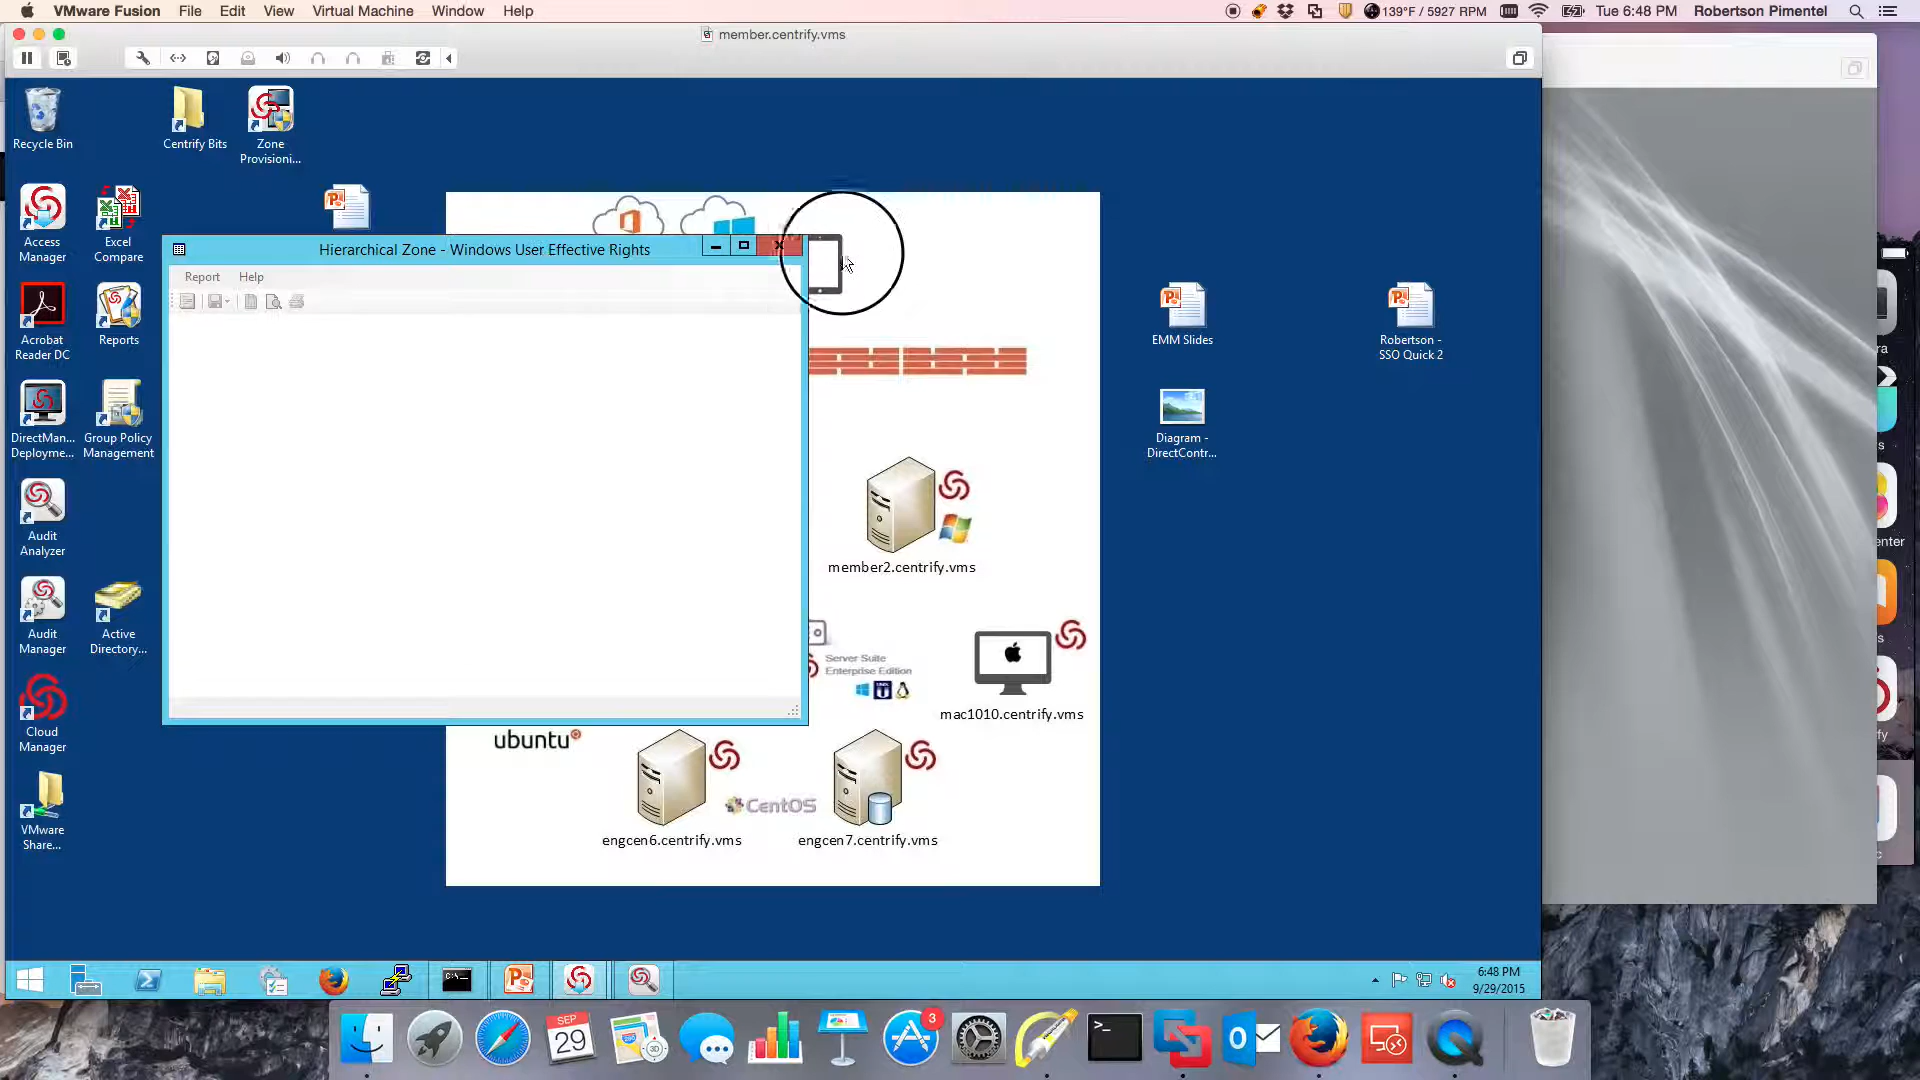 VMware Fusion File Edit View Virtual Machine Window Help
139°F / 5927 RPM Tue 6:48 PM Robertson Pimentel
member.centrify.vms
Recycle Bin
Centrify Bits
Zone
Provisioni...
Access
Manager
Excel
Compare
Hierarchical Zone - Windows User Effective Rights
Report Help
Acrobat
Reader DC
Reports
EMM Slides
Robertson -
SSO Quick 2
DirectMan...
Deployme...
Group Policy
Management
Diagram -
DirectContr...
Audit
Analyzer
member2.centrify.vms
Audit
Manager
Active
Directory...
Server Suite
Enterprise Edition
mac1010.centrify.vms
Cloud
Manager
ubuntu
CentOS
engcen6.centrify.vms
engcen7.centrify.vms
VMware
Share...
6:48 PM
9/29/2015
SEP
29
3